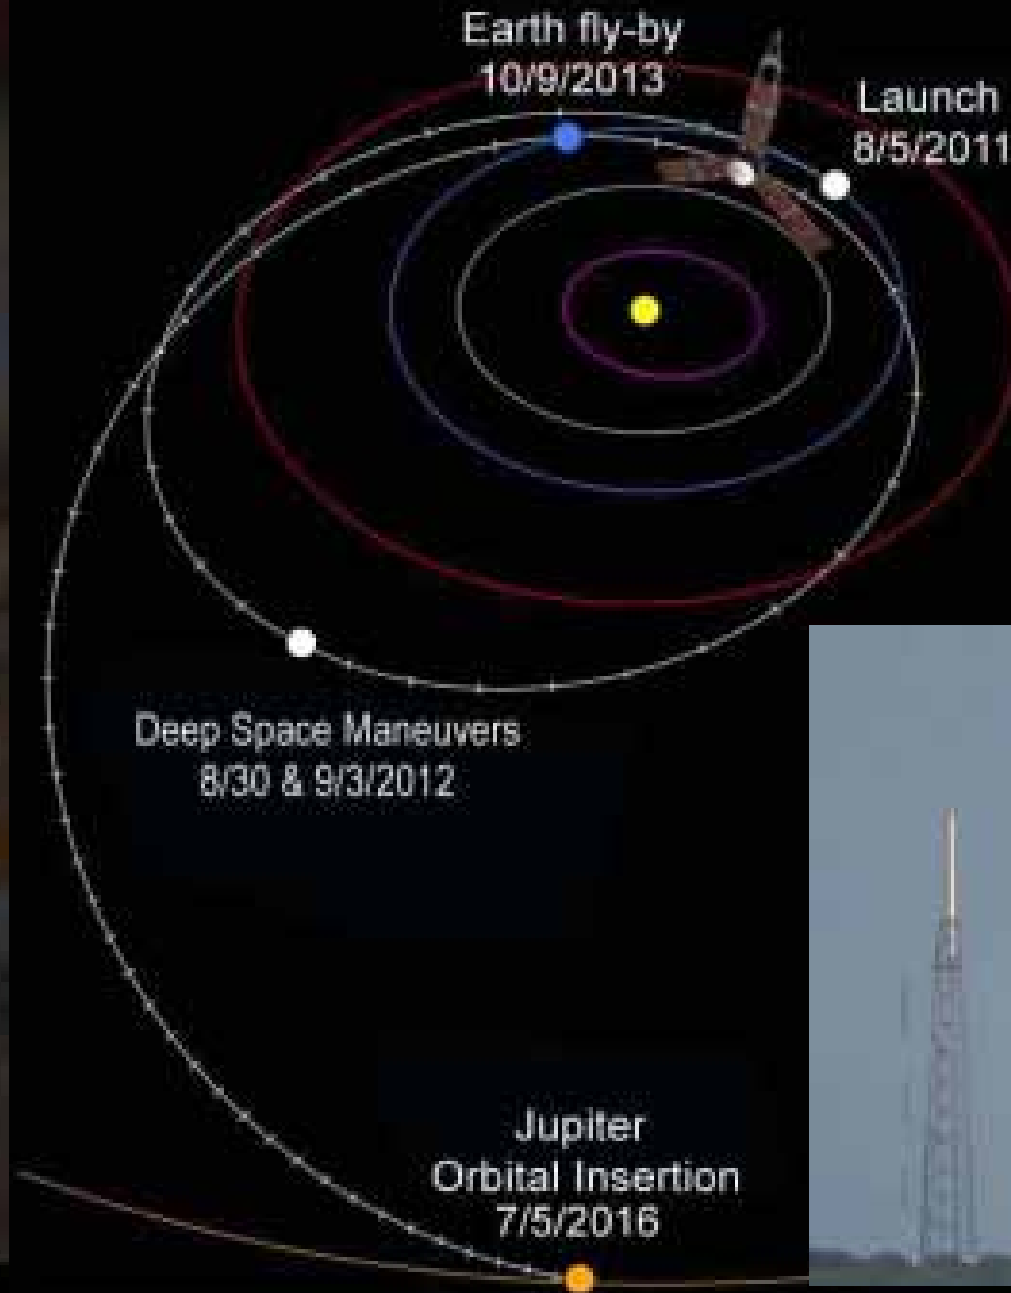 Earth fly-by
10/9/2013
Launch
8/5/2011
Deep Space Maneuvers
8/30 & 9/3/2012
Jupiter
Orbital Insertion
7/5/2016